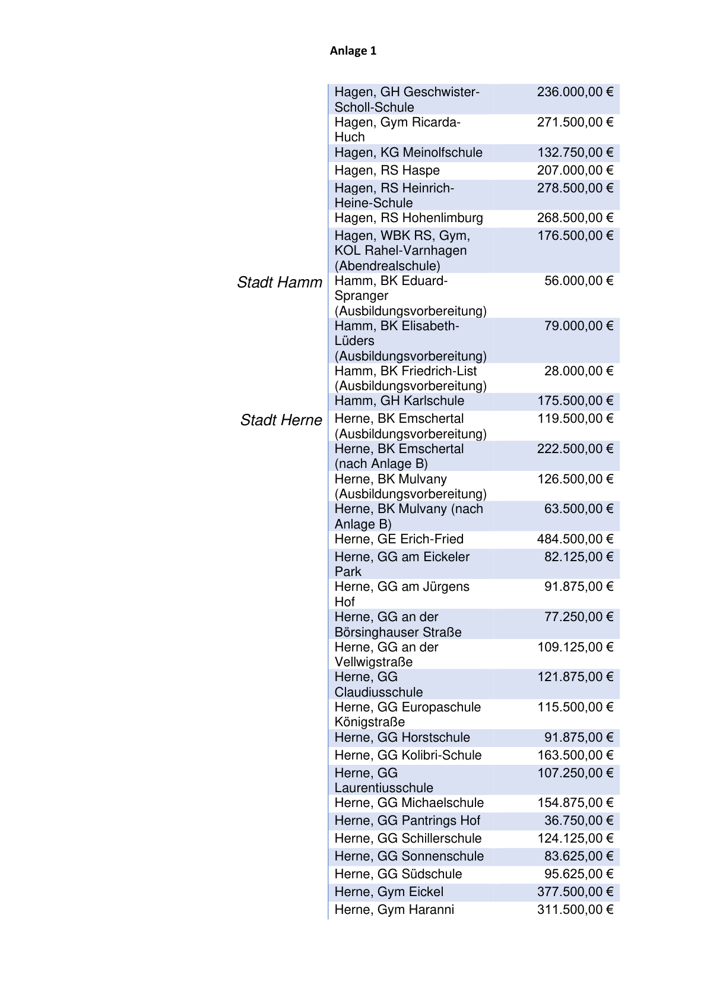 Anlage 1
Hagen, GH Geschwister- 236.000,00 €
Scholl-Schule
Hagen, Gym Ricarda- 271.500,00 €
Huch
Hagen, KG Meinolfschule 132.750,00 €
Hagen, RS Haspe 207.000,00 €
Hagen, RS Heinrich- 278.500,00 €
Heine-Schule
Hagen, RS Hohenlimburg 268.500,00 €
Hagen, WBK RS, Gym, 176.500,00 €
KOL Rahel-Varnhagen
(Abendrealschule)
Stadt Hamm Hamm, BK Eduard- 56.000,00 €
Spranger
(Ausbildungsvorbereitung)
Hamm, BK Elisabeth- 79.000,00 €
Lüders
(Ausbildungsvorbereitung)
Hamm, BK Friedrich-List 28.000,00 €
(Ausbildungsvorbereitung)
Hamm, GH Karlschule 175.500,00 €
Stadt Herne Herne, BK Emschertal 119.500,00 €
(Ausbildungsvorbereitung)
Herne, BK Emschertal 222.500,00 €
(nach Anlage B)
Herne, BK Mulvany 126.500,00 €
(Ausbildungsvorbereitung)
Herne, BK Mulvany (nach 63.500,00 €
Anlage B)
Herne, GE Erich-Fried 484.500,00 €
Herne, GG am Eickeler 82.125,00 €
Park
Herne, GG am Jürgens 91.875,00 €
Hof
Herne, GG an der 77.250,00 €
Börsinghauser Straße
Herne, GG an der 109.125,00 €
Vellwigstraße
Herne, GG 121.875,00 €
Claudiusschule
Herne, GG Europaschule 115.500,00 €
Königstraße
Herne, GG Horstschule 91.875,00 €
Herne, GG Kolibri-Schule 163.500,00 €
Herne, GG 107.250,00 €
Laurentiusschule
Herne, GG Michaelschule 154.875,00 €
Herne, GG Pantrings Hof 36.750,00 €
Herne, GG Schillerschule 124.125,00 €
Herne, GG Sonnenschule 83.625,00 €
Herne, GG Südschule 95.625,00 €
Herne, Gym Eickel 377.500,00 €
Herne, Gym Haranni 311.500,00 €